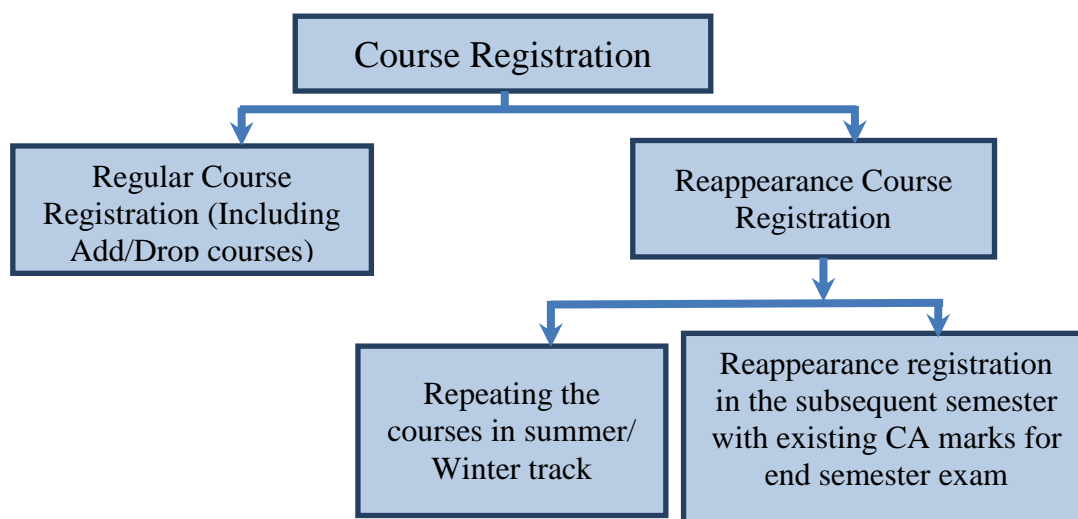 Course Registration
Regular Course
Registration (Including
Add/Drop courses)
Reappearance Course
Registration
Repeating the
courses in summer/
Winter track
Reappearance registration
in the subsequent semester
with existing CA marks for
end semester exam